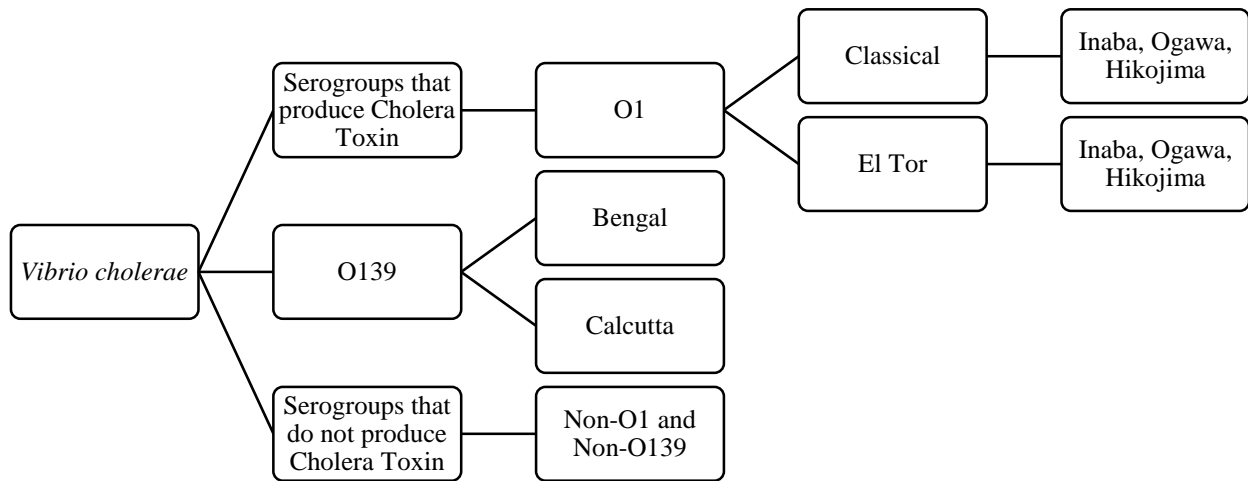 Vibrio cholerae
Serogroups that
produce Cholera
Toxin
O1
Classical
Inaba, Ogawa,
Hikojima
El Tor
Inaba, Ogawa,
Hikojima
O139
Bengal
Calcutta
Serogroups that
do not produce
Cholera Toxin
Non-O1 and
Non-O139